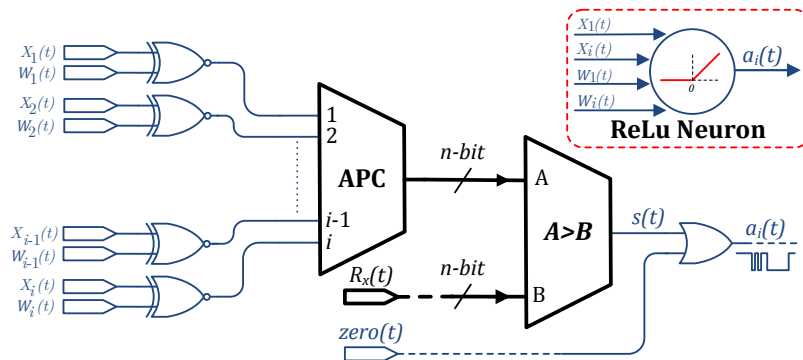 X1(t)
W1(t)
X2(t)
W2(t)
Xi-1(t)
Wi-1(t)
Xi(t)
Wi(t)
1
2
i-1
i
APC
n-bit
n-bit
Rx(t)
zero(t)
A
B
A>B
s(t)
ai(t)
X1(t)
Xi(t)
W1(t)
Wi(t)
0
ai(t)
ReLu Neuron